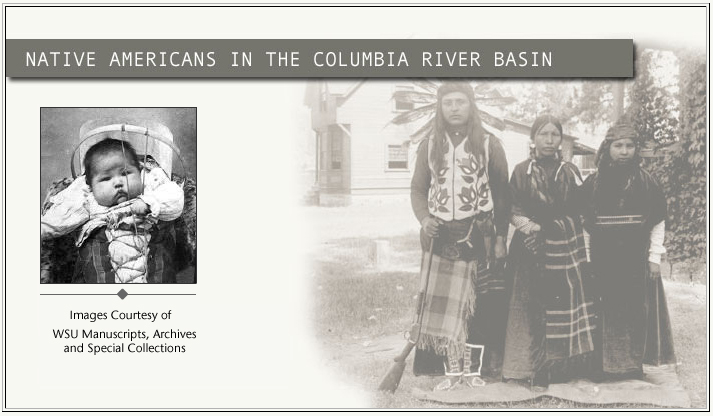 NATIVE AMERICANS IN THE COLUMBIA RIVER BASIN
Images Courtesy of
WSU Manuscripts, Archives
and Special Collections